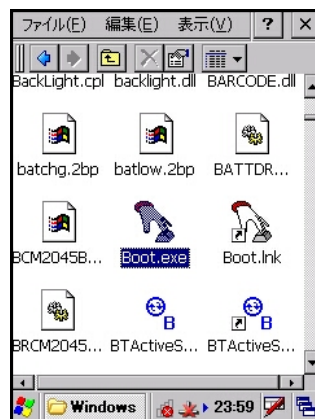 ファイル(F) 編集(E) 表示(V) ? ×
BackLight.cpl backlight.dll BARCODE.dll
batchg.2bp batlow.2bp BATTDR...
BCM2045B... Boot.exe Boot.lnk
BRCM2045... BTActiveS... BTActiveS...
Windows 23:59